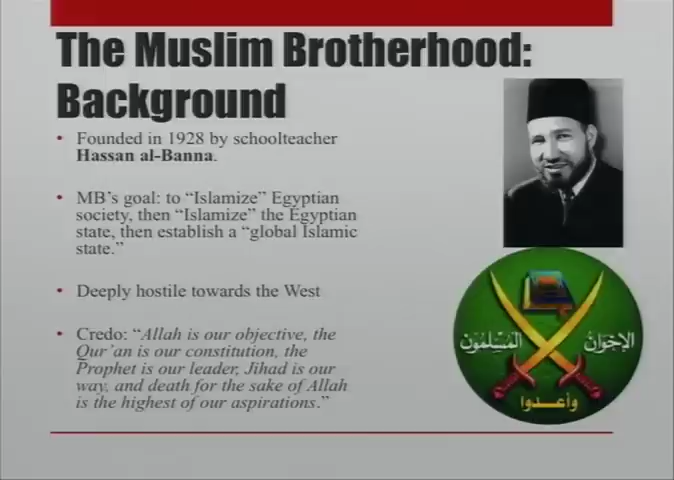 The Muslim Brotherhood:
Background
• Founded in 1928 by schoolteacher
Hassan al-Banna.
• MB's goal: to “Islamize” Egyptian
society, then “Islamize” the Egyptian
state, then establish a “global Islamic
state.”
• Deeply hostile towards the West
• Credo: “Allah is our objective, the
Qur'an is our constitution, the
Prophet is our leader, Jihad is our
way, and death for the sake of Allah
is the highest of our aspirations.”
الإخوان المسلمون
وأعدوا